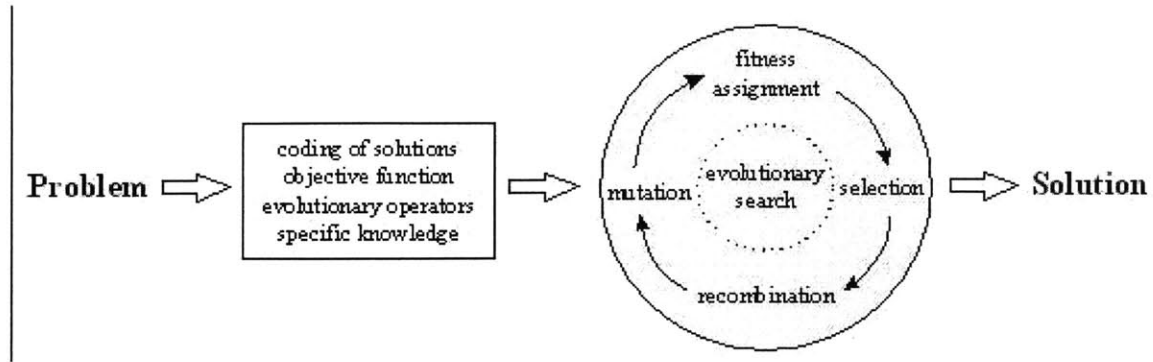 Problem
coding of solutions
objective function
evolutionary operators
specific knowledge
fitness
assignment
selection
recombination
mutation
evolutionary
search
Solution